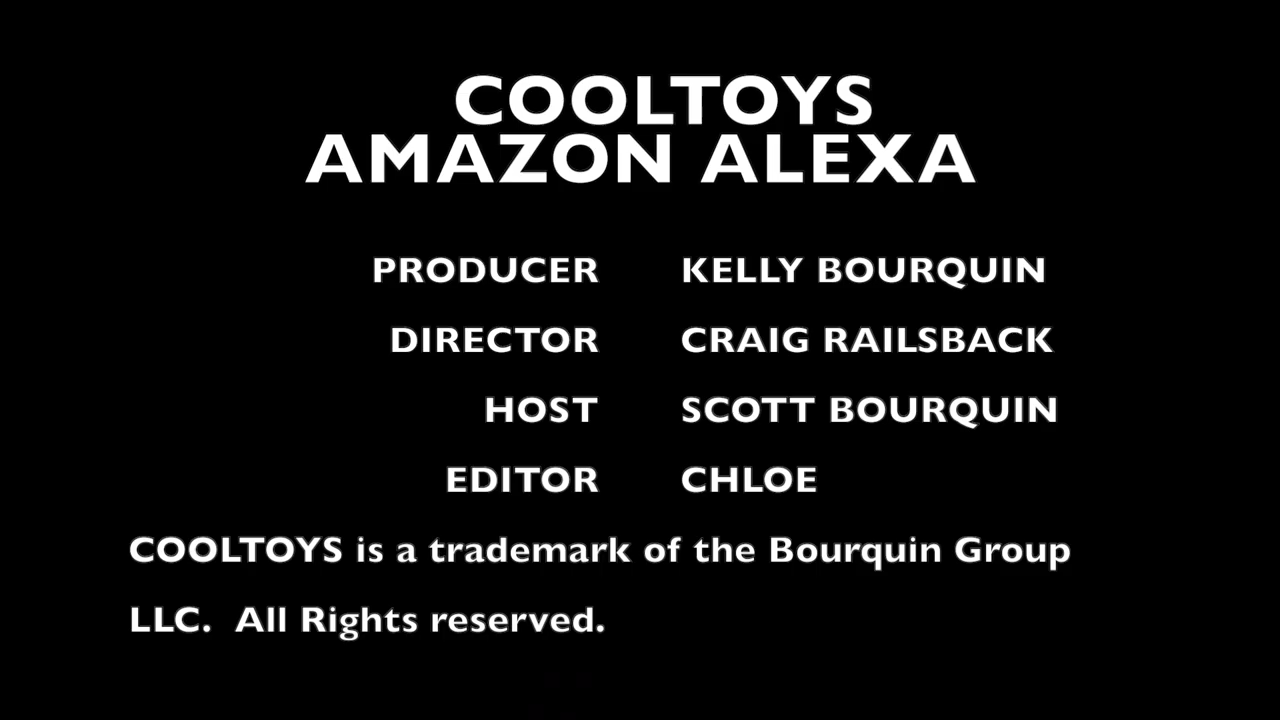 COOLTOYS
AMAZON ALEXA
PRODUCER KELLY BOURQUIN
DIRECTOR CRAIG RAILSBACK
HOST SCOTT BOURQUIN
EDITOR CHLOE
COOLTOYS is a trademark of the Bourquin Group
LLC.  All Rights reserved.